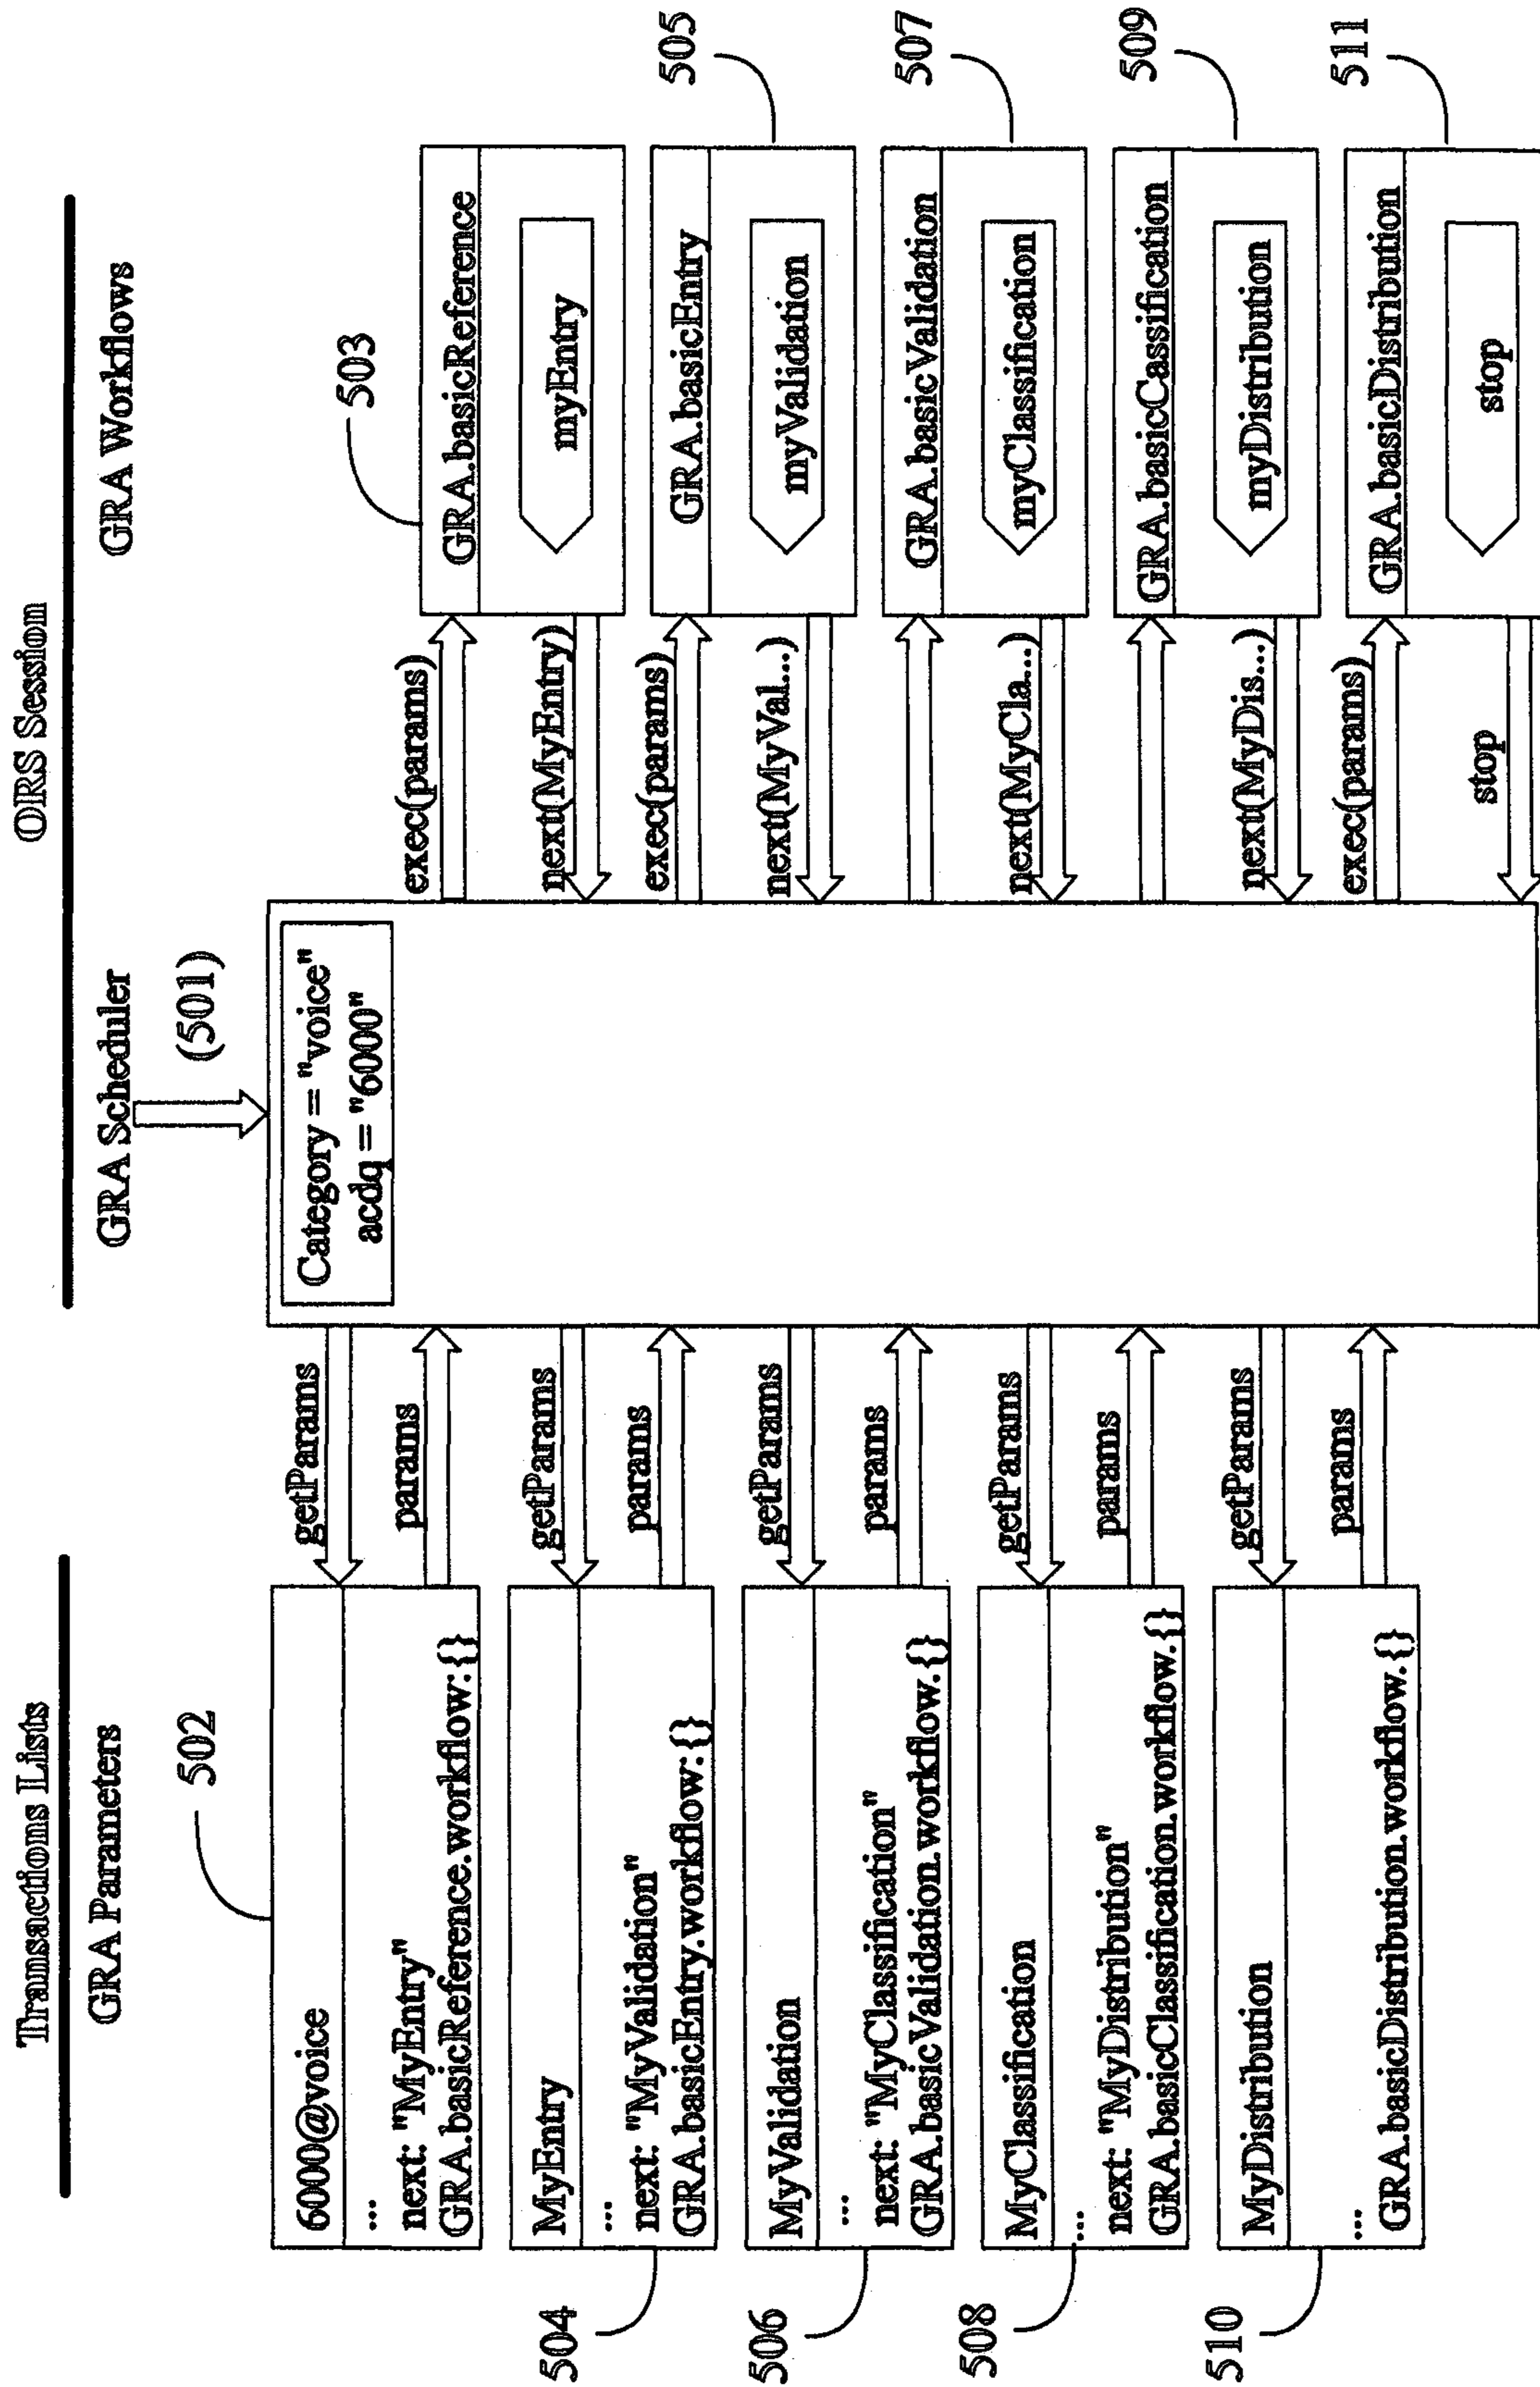 Transactions Lists
ORS Session
GRA Parameters
GRA Scheduler
GRA Workflows
(501)
502
6000@voice
...
next: "MyEntry"
GRA.basicReference.workflow:{}
504
MyEntry
...
next: "MyValidation"
GRA.basicEntry.workflow:{}
506
MyValidation
...
next: "MyClassification"
GRA.basicValidation.workflow.{}
508
MyClassification
...
next: "MyDistribution"
GRA.basicClassification.workflow.{}
510
MyDistribution
...
GRA.basicDistribution.workflow.{}
getParams
params
getParams
params
getParams
params
getParams
params
getParams
params
Category = "voice"
acdq = "6000"
exec(params)
next(MyEntry)
exec(params)
next(MyVal...)
next(MyCla...)
next(MyDis...)
exec(params)
stop
503
GRA.basicReference
myEntry
505
GRA.basicEntry
myValidation
507
GRA.basicValidation
myClassification
509
GRA.basicCassification
myDistribution
511
GRA.basicDistribution
stop